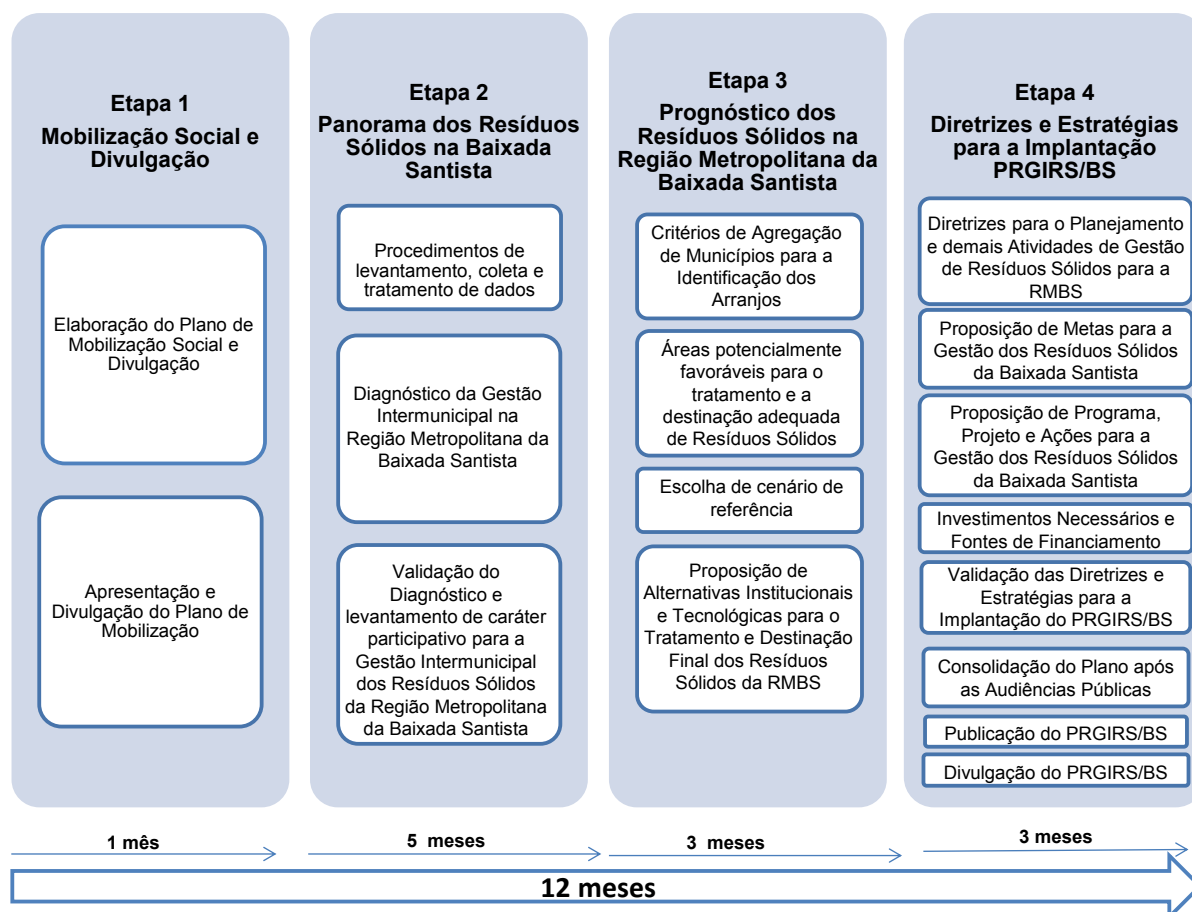 Etapa 1
Mobilização Social e
Divulgação
Elaboração do Plano de
Mobilização Social e
Divulgação
Apresentação e
Divulgação do Plano de
Mobilização
Etapa 2
Panorama dos Resíduos
Sólidos na Baixada
Santista
Procedimentos de
levantamento, coleta e
tratamento de dados
Diagnóstico da Gestão
Intermunicipal na
Região Metropolitana da
Baixada Santista
Validação do
Diagnóstico e
levantamento de caráter
participativo para a
Gestão Intermunicipal
dos Resíduos Sólidos
da Região Metropolitana
da Baixada Santista
Etapa 3
Prognóstico dos
Resíduos Sólidos na
Região Metropolitana da
Baixada Santista
Critérios de Agregação
de Municípios para a
Identificação dos
Arranjos
Áreas potencialmente
favoráveis para o
tratamento e a
destinação adequada
de Resíduos Sólidos
Escolha de cenário de
referência
Proposição de
Alternativas Institucionais
e Tecnológicas para o
Tratamento e Destinação
Final dos Resíduos
Sólidos da RMBS
Etapa 4
Diretrizes e Estratégias
para a Implantação
PRGIRS/BS
Diretrizes para o Planejamento
e demais Atividades de Gestão
de Resíduos Sólidos para a
RMBS
Proposição de Metas para a
Gestão dos Resíduos Sólidos
da Baixada Santista
Proposição de Programa,
Projeto e Ações para a
Gestão dos Resíduos Sólidos
da Baixada Santista
Investimentos Necessários e
Fontes de Financiamento
Validação das Diretrizes e
Estratégias para a
Implantação do PRGIRS/BS
Consolidação do Plano após
as Audiências Públicas
Publicação do PRGIRS/BS
Divulgação do PRGIRS/BS
1 mês
5 meses
3 meses
3 meses
12 meses